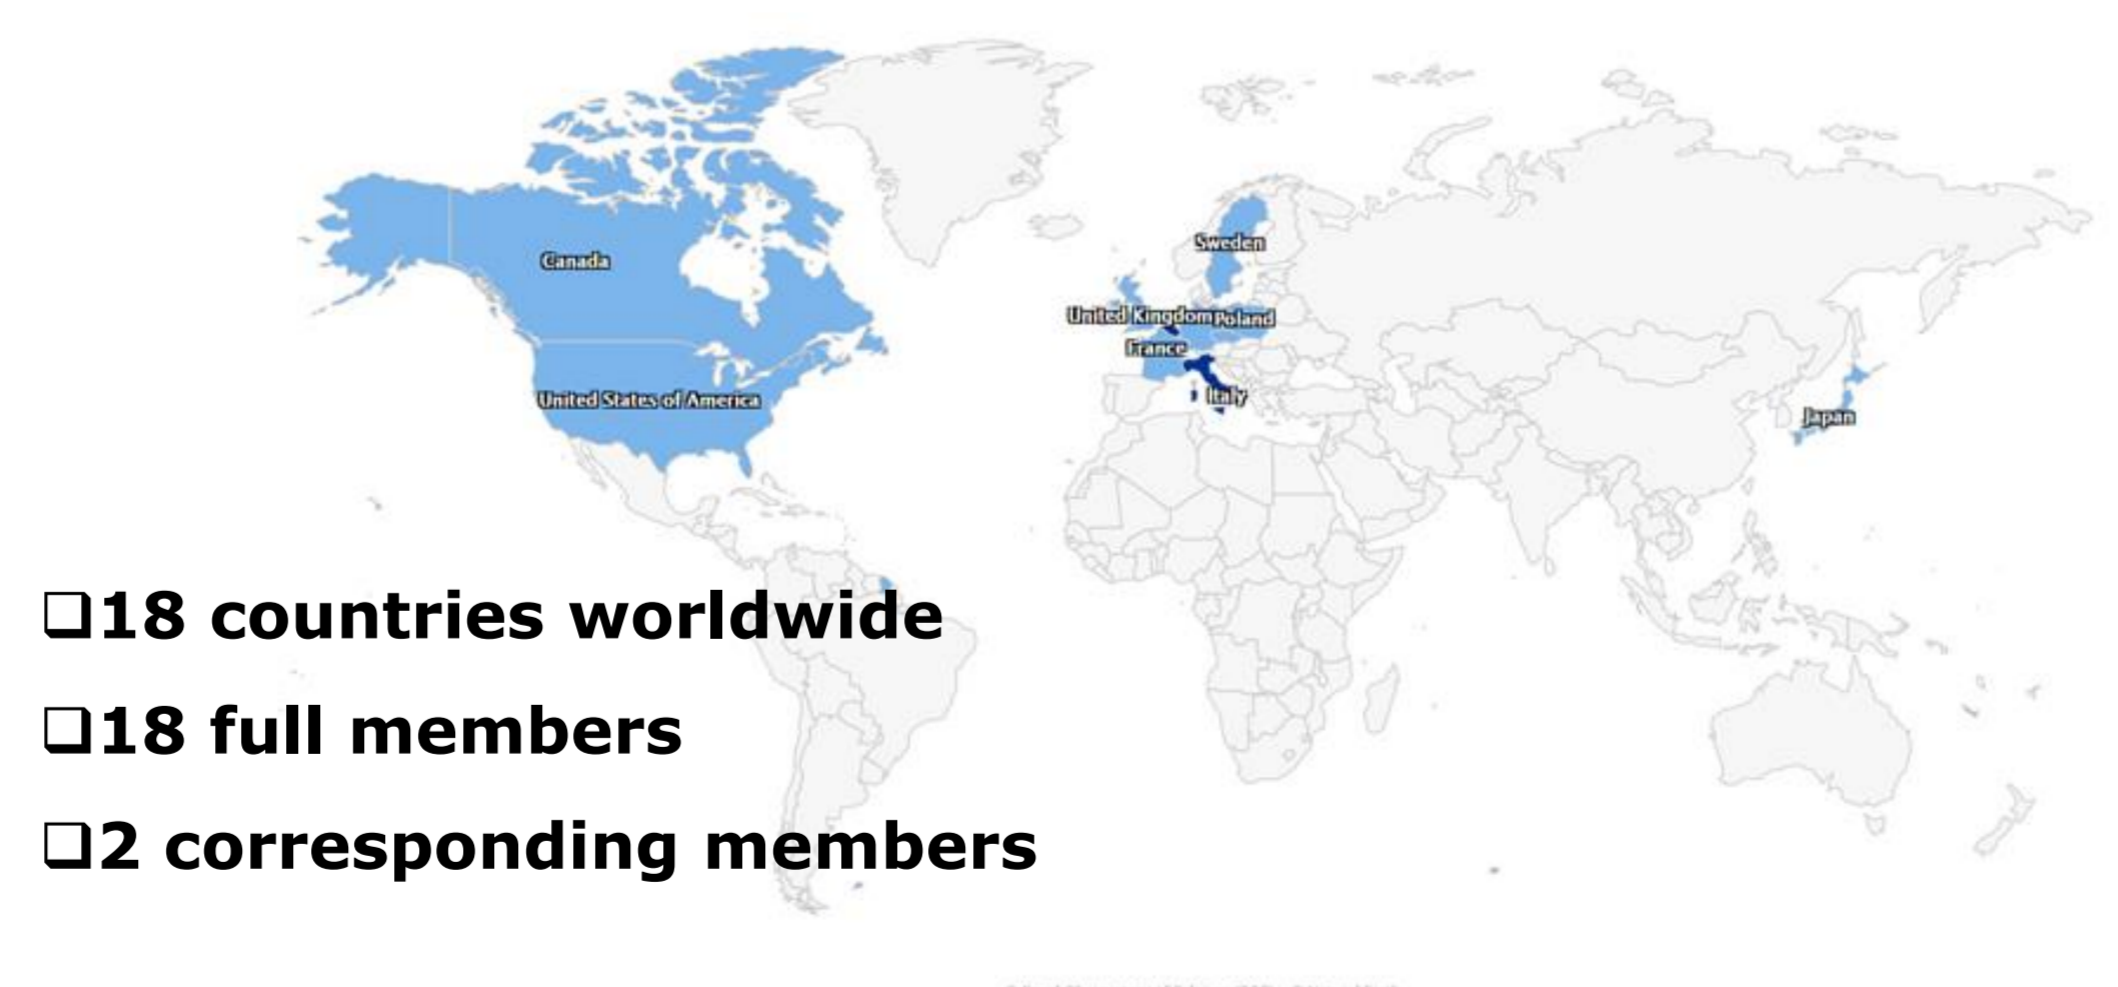 Canada
Sweden
United Kingdom
Poland
France
United States of America
Italy
Japan
❑18 countries worldwide
❑18 full members
❑2 corresponding members